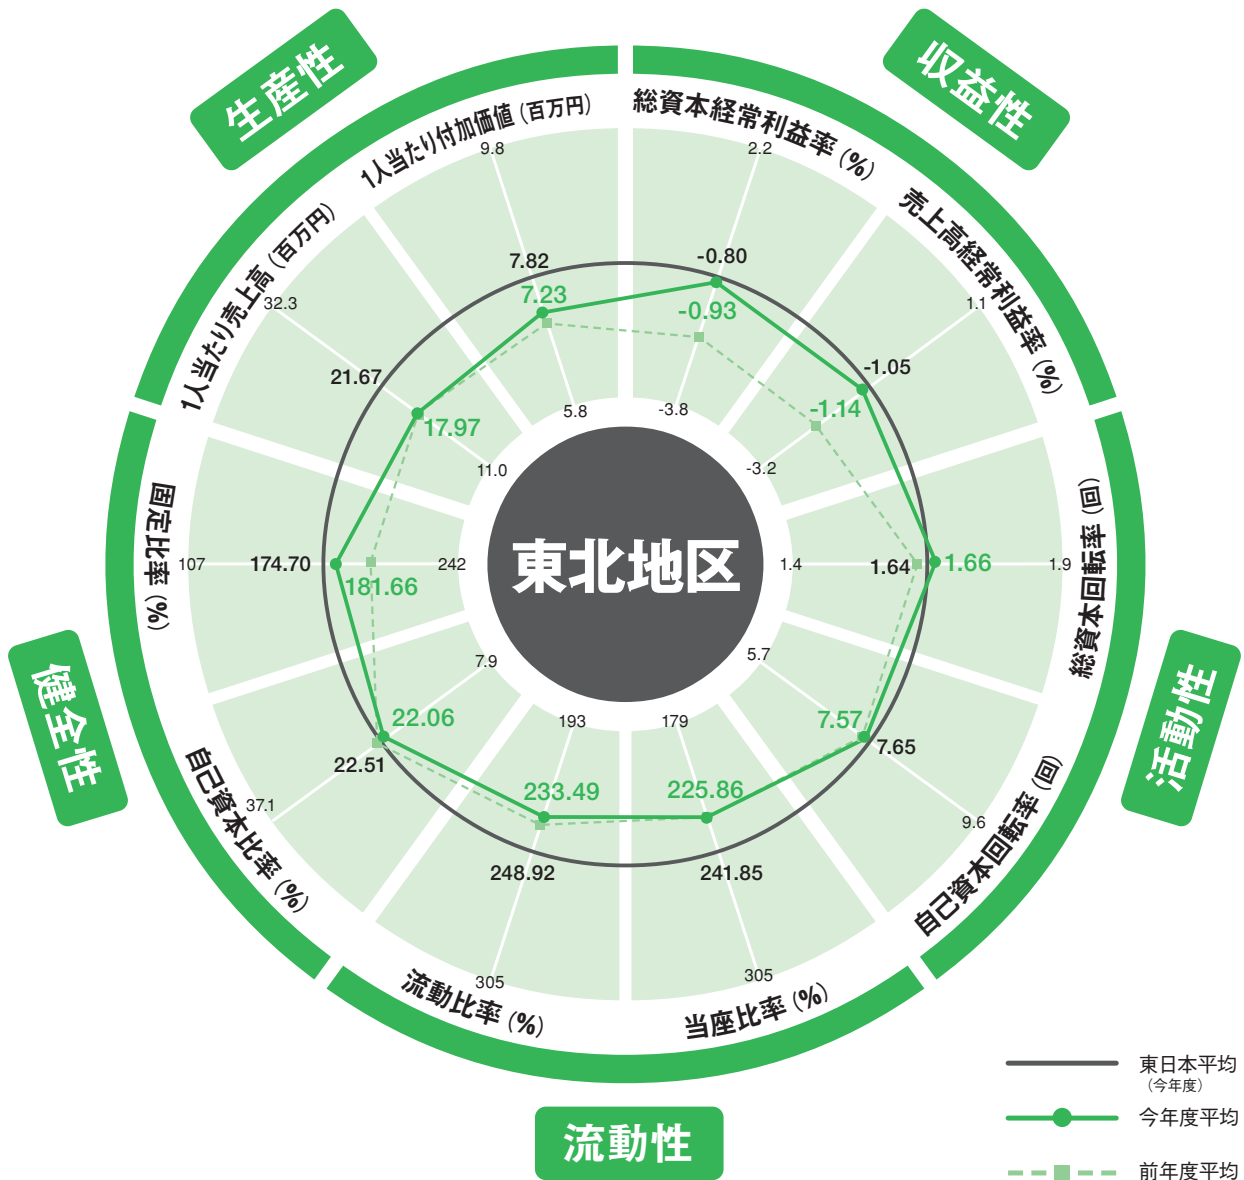 生産性
収益性
1人当たり付加価値（百万円）
総資本経常利益率（%）
9.8
2.2
1人当たり売上高（百万円）
売上高経常利益率（%）
32.3
1.1
7.82
-0.80
7.23
-0.93
21.67
-1.05
17.97
-1.14
5.8
-3.8
11.0
-3.2
固定比率（%）
総資本回転率（回）
107
174.70
181.66
242
東北地区
1.4
1.64
1.66
1.9
健全性
活動性
7.9
5.7
22.06
7.57
22.51
7.65
193
179
233.49
225.86
自己資本比率（%）
自己資本回転率（回）
37.1
9.6
248.92
241.85
305
305
流動比率（%）
当座比率（%）
流動性
東日本平均
（今年度）
今年度平均
前年度平均